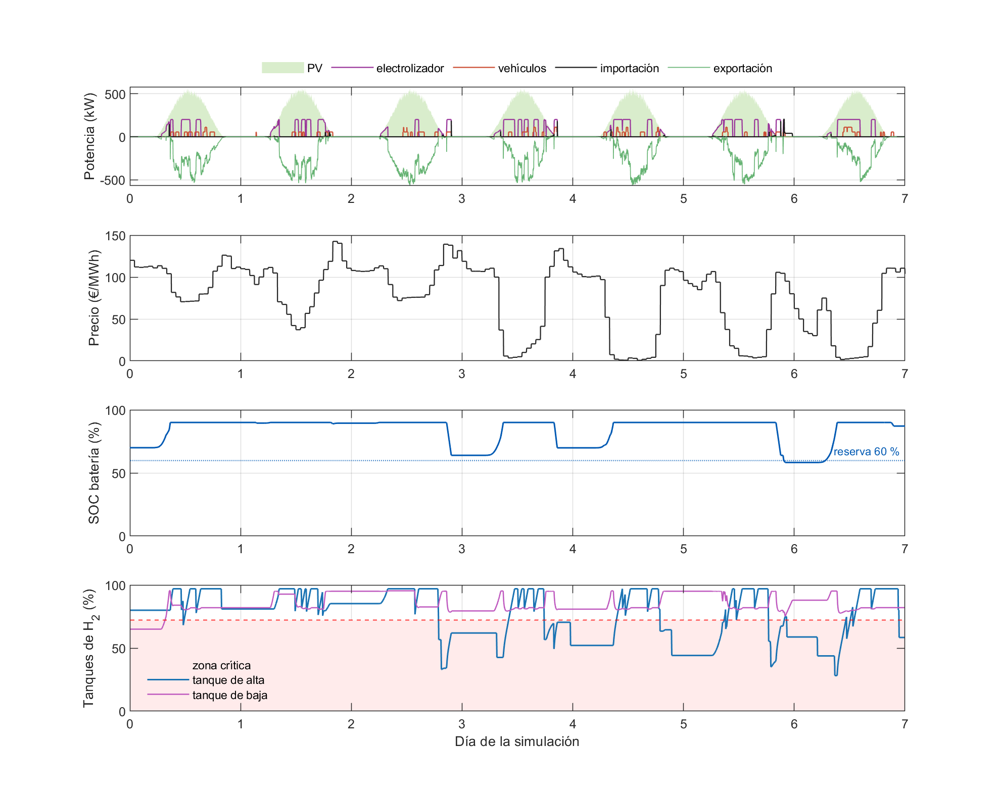 PV electrolizador vehículos importación exportación
Potencia (kW)
500
0
-500
0 1 2 3 4 5 6 7
Precio (€/MWh)
150
100
50
0
0 1 2 3 4 5 6 7
SOC batería (%)
100
50
0
reserva 60 %
0 1 2 3 4 5 6 7
Tanques de H2 (%)
100
50
0
zona crítica
tanque de alta
tanque de baja
0 1 2 3 4 5 6 7
Día de la simulación